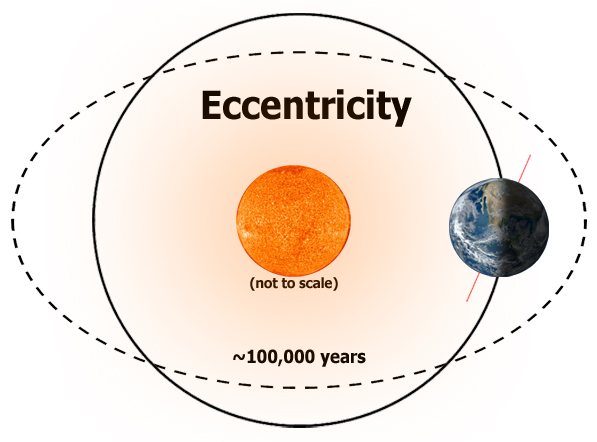 Eccentricity
(not to scale)
~100,000 years